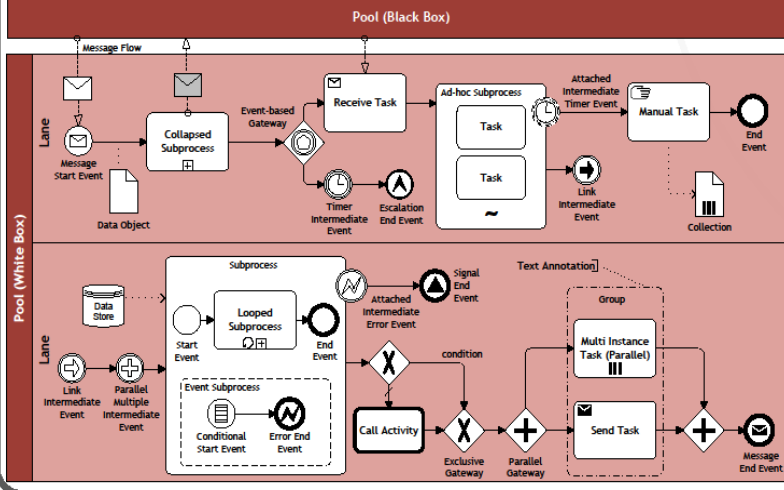 Pool (Black Box)
Message Flow
Pool (White Box)
Lane
Message
Start Event
Data Object
Collapsed
Subprocess
Event-based
Gateway
Receive Task
Timer
Intermediate
Event
Escalation
End Event
Ad-hoc Subprocess
Task
Task
~
Attached
Intermediate
Timer Event
Link
Intermediate
Event
Manual Task
Collection
End
Event
Lane
Data
Store
Link
Intermediate
Event
Parallel
Multiple
Intermediate
Event
Subprocess
Start
Event
Looped
Subprocess
End
Event
Event Subprocess
Conditional
Start Event
Error End
Event
Attached
Intermediate
Error Event
Signal
End
Event
condition
Call Activity
Exclusive
Gateway
Parallel
Gateway
Text Annotation
Group
Multi Instance
Task (Parallel)
Send Task
Message
End Event